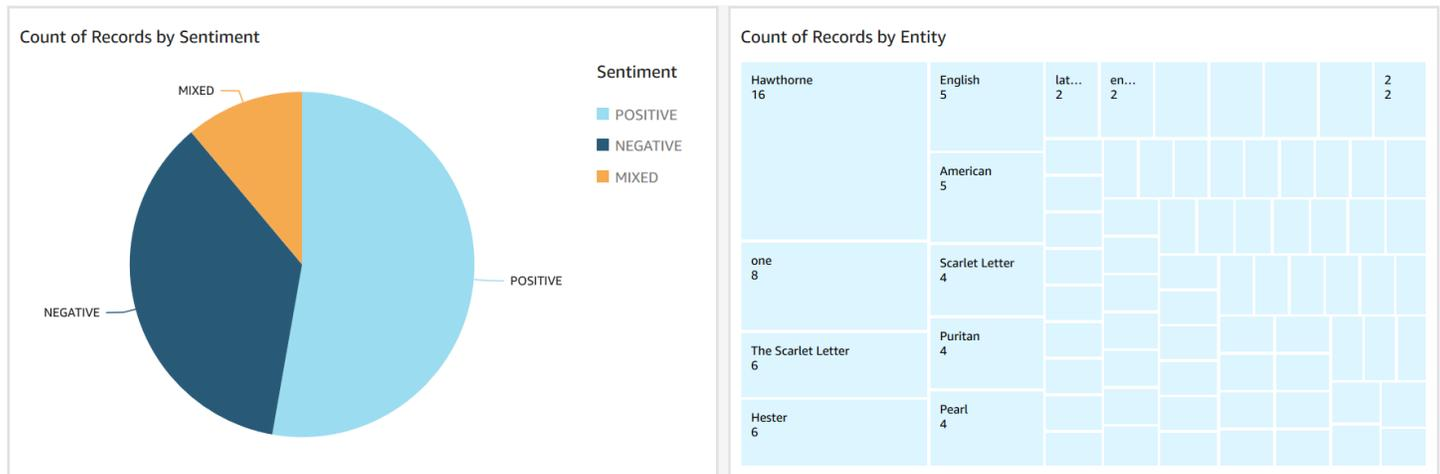 Count of Records by Sentiment
MIXED
NEGATIVE
POSITIVE
Sentiment
POSITIVE
NEGATIVE
MIXED
Count of Records by Entity
Hawthorne
16
one
8
The Scarlet Letter
6
Hester
6
English
5
American
5
Scarlet Letter
4
Puritan
4
Pearl
4
lat...
2
en...
2
2
2